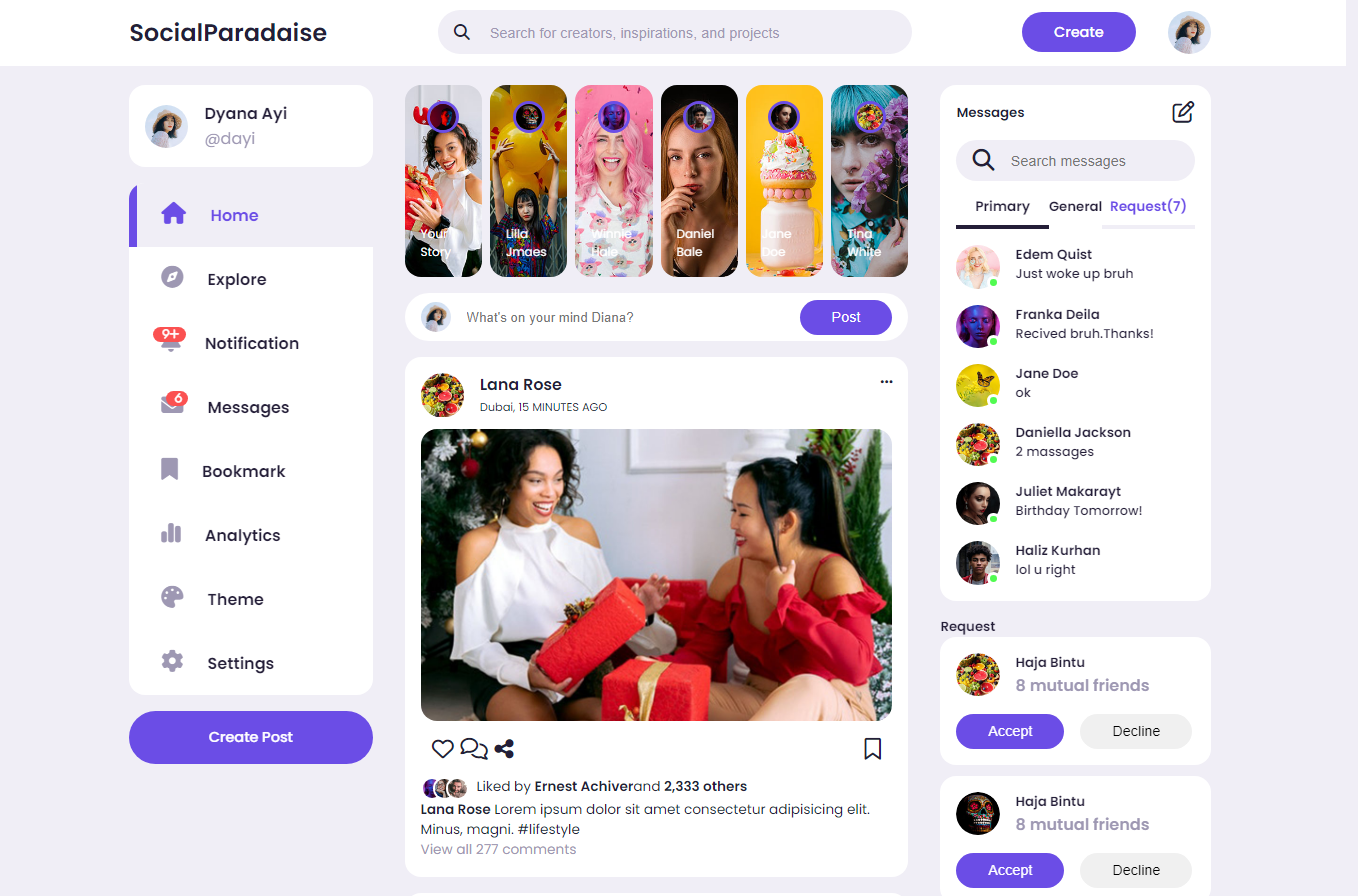 SocialParadaise
Search for creators, inspirations, and projects
Create
Dyana Ayi
@dayi
Home
Explore
9+
Notification
6
Messages
Bookmark
Analytics
Theme
Settings
Create Post
Your
Story
Lilla
Jmaes
Winnie
Hale
Daniel
Bale
Jane
Doe
Tina
White
What's on your mind Diana?
Post
Lana Rose
Dubai, 15 MINUTES AGO
Liked by Ernest Achiverand 2,333 others
Lana Rose Lorem ipsum dolor sit amet consectetur adipisicing elit.
Minus, magni. #lifestyle
View all 277 comments
Messages
Search messages
Primary General Request(7)
Edem Quist
Just woke up bruh
Franka Deila
Recived bruh.Thanks!
Jane Doe
ok
Daniella Jackson
2 massages
Juliet Makarayt
Birthday Tomorrow!
Haliz Kurhan
lol u right
Request
Haja Bintu
8 mutual friends
Accept Decline
Haja Bintu
8 mutual friends
Accept Decline